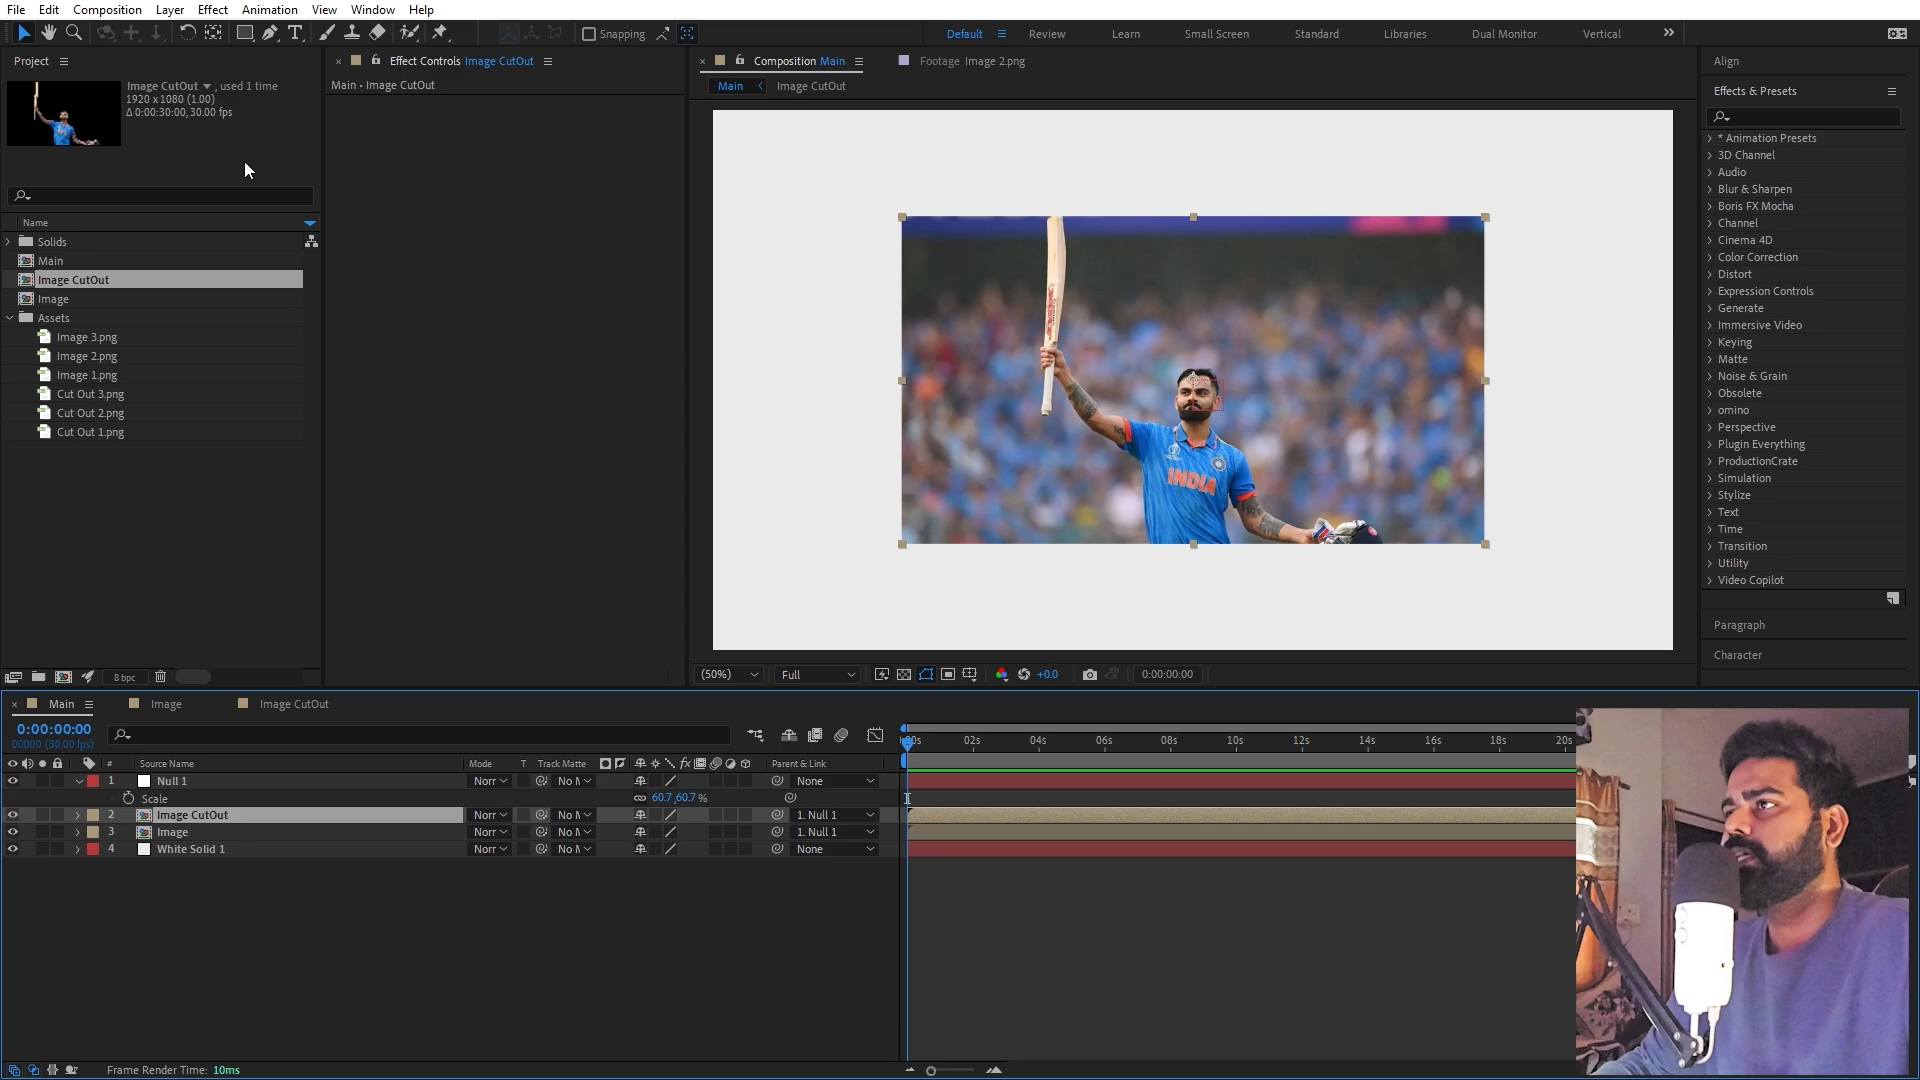 File Edit Composition Layer Effect Animation View Window Help
Snapping
Default Review Learn Small Screen Standard Libraries Dual Monitor Vertical
Project
Image CutOut , used 1 time
1920 x 1080 (1.00)
Δ 0:00:30:00, 30.00 fps
Name
Solids
Main
Image CutOut
Image
Assets
Image 3.png
Image 2.png
Image 1.png
Cut Out 3.png
Cut Out 2.png
Cut Out 1.png
8 bpc
Effect Controls Image CutOut
Main • Image CutOut
Composition Main
Footage Image 2.png
Main Image CutOut
INDIA
(50%) Full +0.0 0:00:00:00
Align
Effects & Presets
* Animation Presets
3D Channel
Audio
Blur & Sharpen
Boris FX Mocha
Channel
Cinema 4D
Color Correction
Distort
Expression Controls
Generate
Immersive Video
Keying
Matte
Noise & Grain
Obsolete
omino
Perspective
Plugin Everything
ProductionCrate
Simulation
Stylize
Text
Time
Transition
Utility
Video Copilot
Paragraph
Character
Main Image Image CutOut
0:00:00:00
00000 (30.00 fps)
02s 04s 06s 08s 10s 12s 14s 16s 18s 20s
# Source Name Mode T Track Matte Parent & Link
1 Null 1 Norr No M None
Scale 60.7,60.7 %
2 Image CutOut Norr No M 1. Null 1
3 Image Norr No M 1. Null 1
4 White Solid 1 Norr No M None
Frame Render Time: 10ms